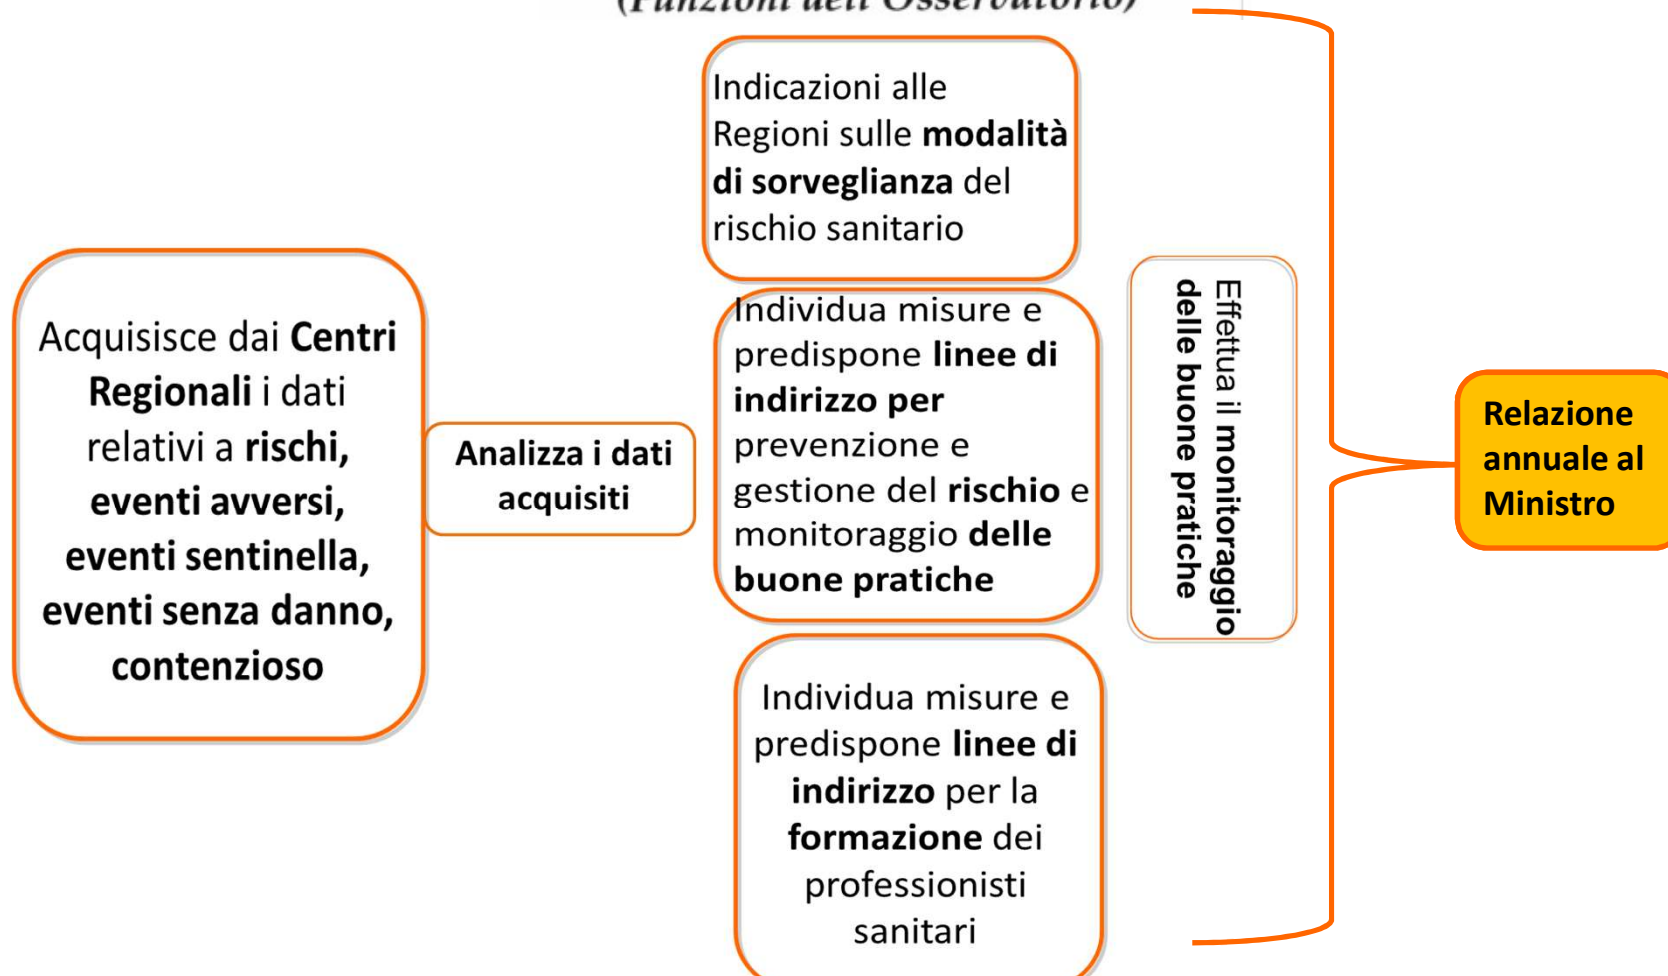 (Funzioni dell'Osservatorio)
Acquisisce dai Centri
Regionali i dati
relativi a rischi,
eventi avversi,
eventi sentinella,
eventi senza danno,
contenzioso
Analizza i dati
acquisiti
Indicazioni alle
Regioni sulle modalità
di sorveglianza del
rischio sanitario
Individua misure e
predispone linee di
indirizzo per
prevenzione e
gestione del rischio e
monitoraggio delle
buone pratiche
Individua misure e
predispone linee di
indirizzo per la
formazione dei
professionisti
sanitari
Effettua il monitoraggio
delle buone pratiche
Relazione
annuale al
Ministro